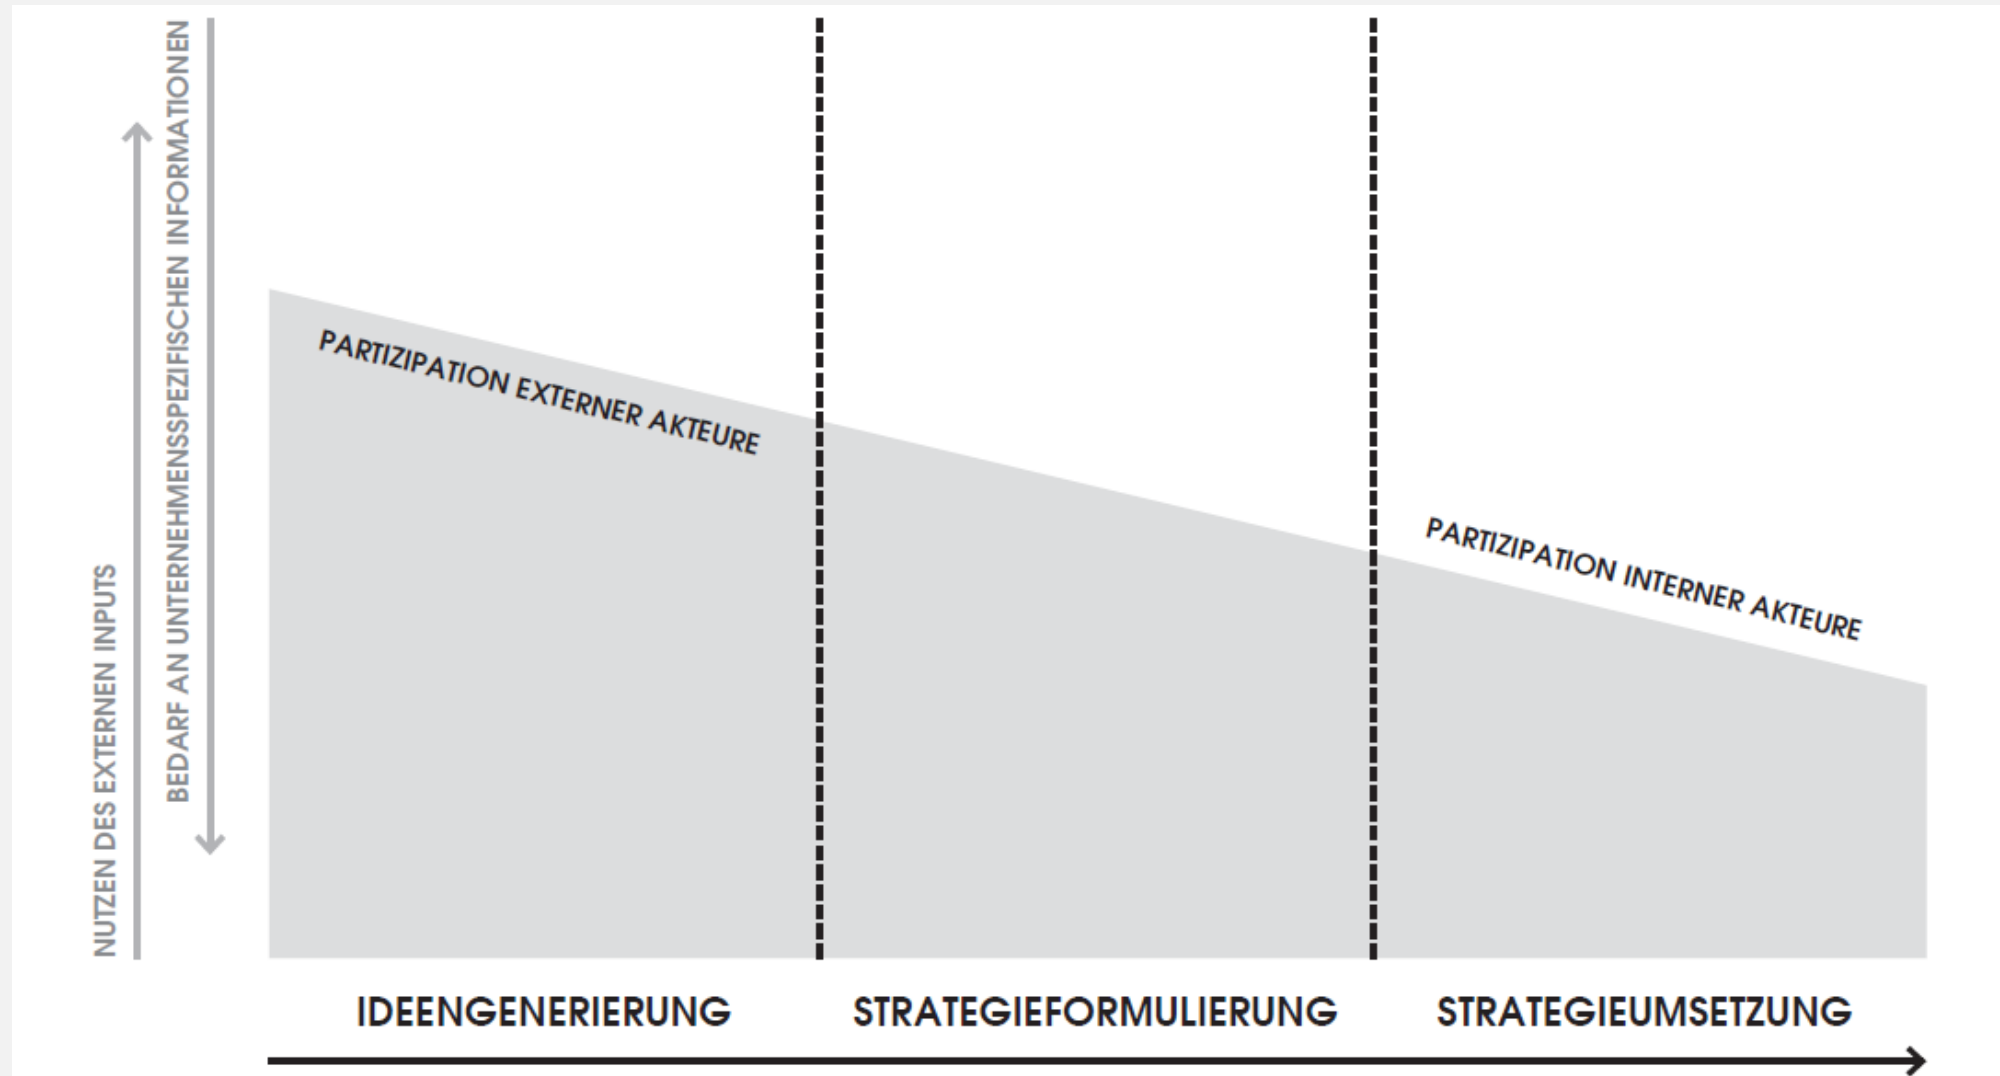 NUTZEN DES EXTERNEN INPUTS
BEDARF AN UNTERNEHMENSSPEZIFISCHEN INFORMATIONEN
PARTIZIPATION EXTERNER AKTEURE
PARTIZIPATION INTERNER AKTEURE
IDEENGENERIERUNG
STRATEGIEFORMULIERUNG
STRATEGIEUMSETZUNG